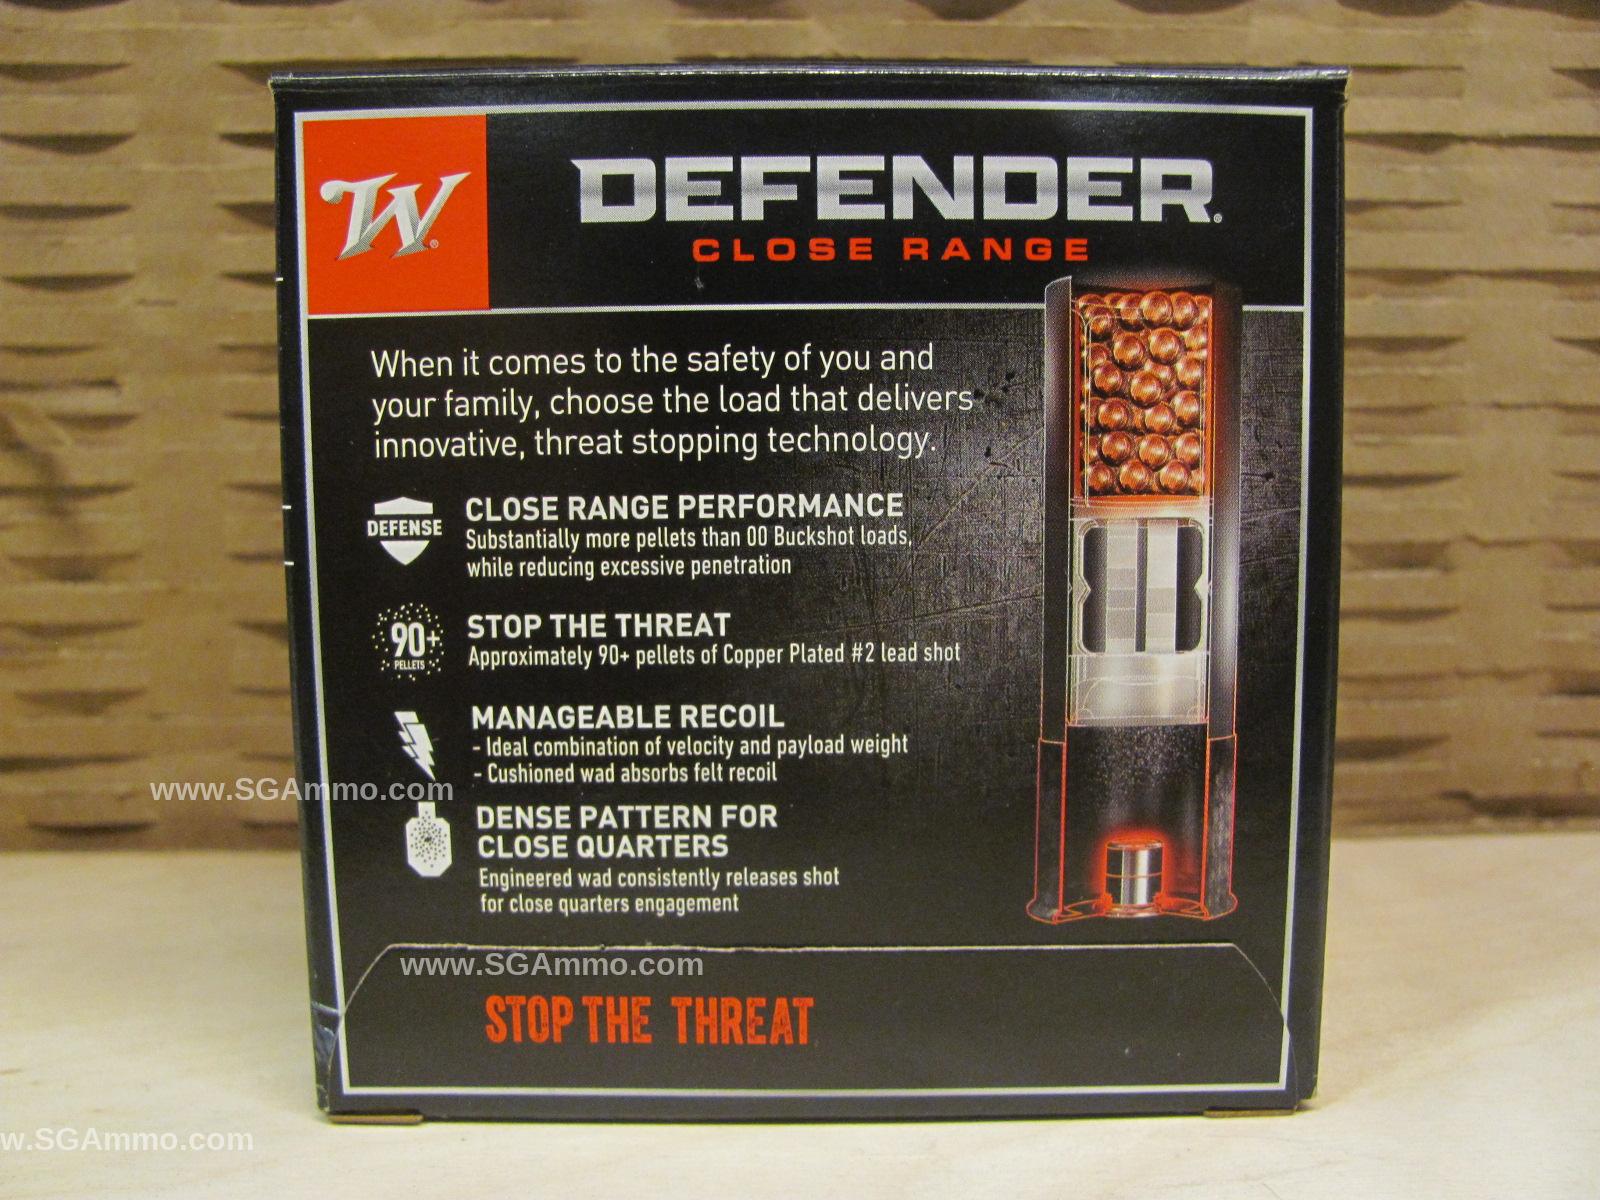 W®
DEFENDER®
CLOSE RANGE
When it comes to the safety of you and
your family, choose the load that delivers
innovative, threat stopping technology.
DEFENSE
CLOSE RANGE PERFORMANCE
Substantially more pellets than 00 Buckshot loads,
while reducing excessive penetration
90+
PELLETS
STOP THE THREAT
Approximately 90+ pellets of Copper Plated #2 lead shot
MANAGEABLE RECOIL
- Ideal combination of velocity and payload weight
- Cushioned wad absorbs felt recoil
www.SGAmmo.com
DENSE PATTERN FOR
CLOSE QUARTERS
Engineered wad consistently releases shot
for close quarters engagement
www.SGAmmo.com
STOP THE THREAT
w.SGAmmo.com